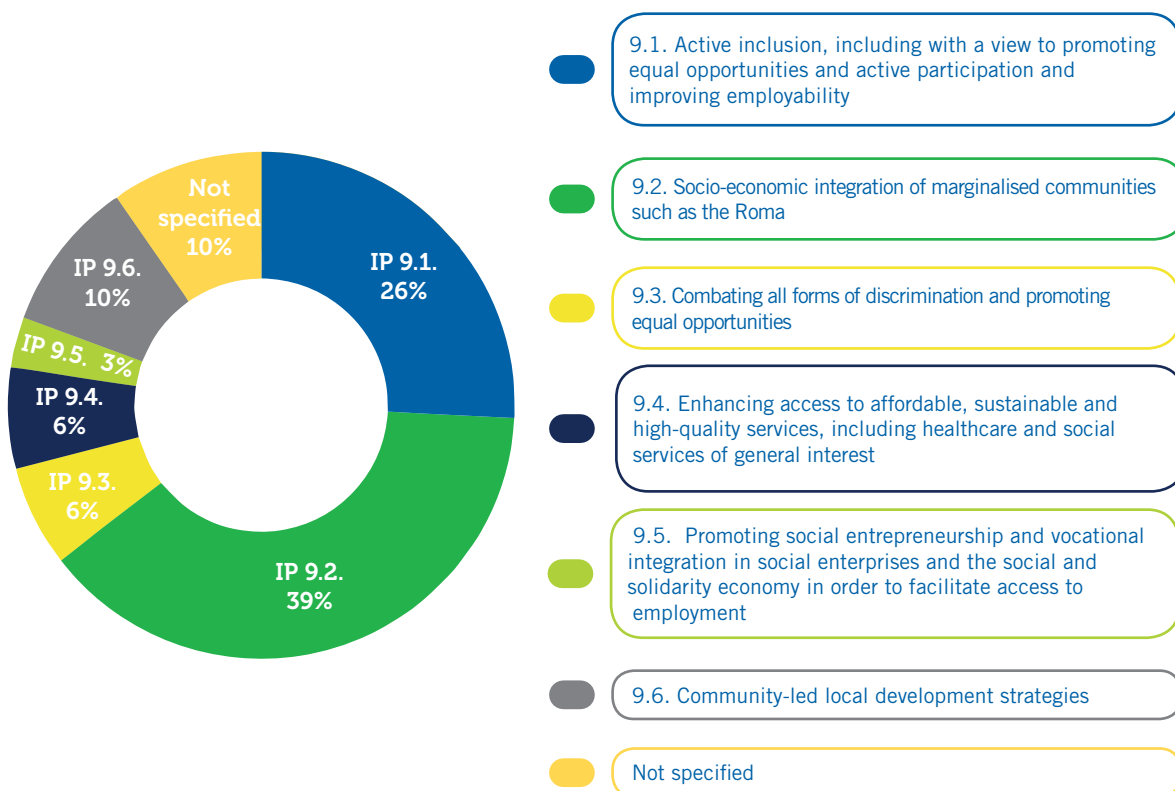 Not
specified
10%
IP 9.1.
26%
IP 9.6.
10%
IP 9.5. 3%
IP 9.4.
6%
IP 9.3.
6%
IP 9.2.
39%
9.1. Active inclusion, including with a view to promoting
equal opportunities and active participation and
improving employability
9.2. Socio-economic integration of marginalised communities
such as the Roma
9.3. Combating all forms of discrimination and promoting
equal opportunities
9.4. Enhancing access to affordable, sustainable and
high-quality services, including healthcare and social
services of general interest
9.5. Promoting social entrepreneurship and vocational
integration in social enterprises and the social and
solidarity economy in order to facilitate access to
employment
9.6. Community-led local development strategies
Not specified